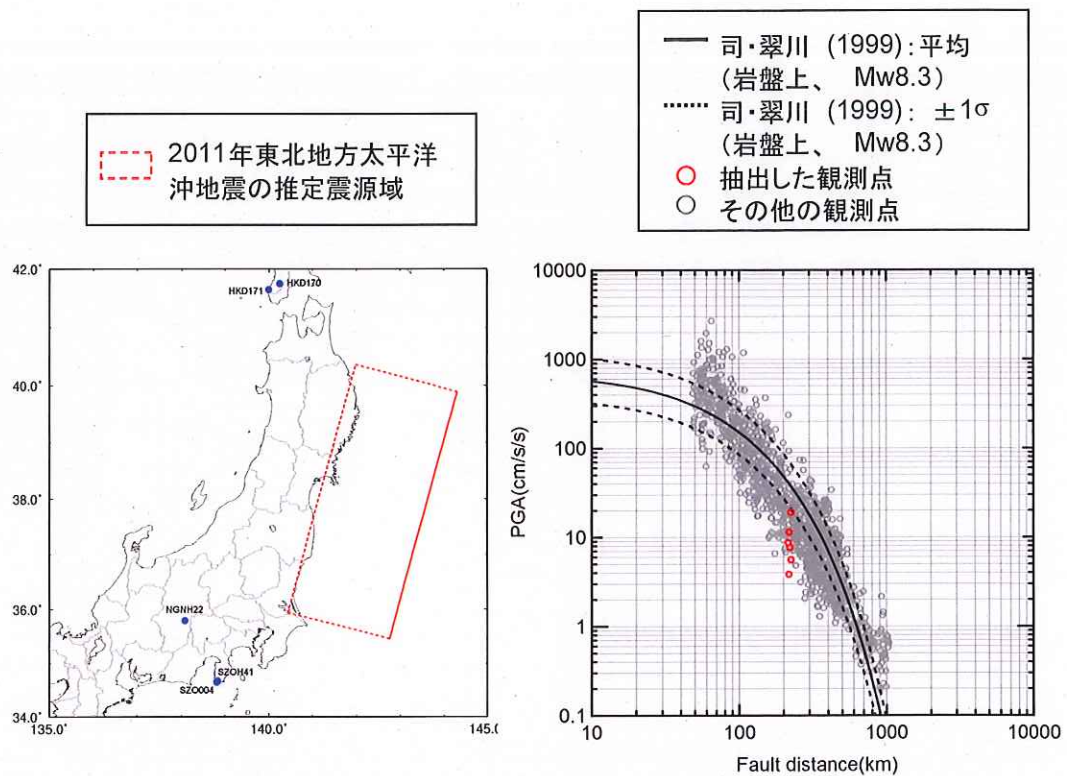 司・翠川 (1999): 平均
(岩盤上、 Mw8.3)
司・翠川 (1999): ±1σ
(岩盤上、 Mw8.3)
抽出した観測点
その他の観測点
2011年東北地方太平洋
沖地震の推定震源域
42.0°
40.0°
38.0°
36.0°
34.0°
135.0°
140.0°
145.0°
HKD171
HKD170
NGNH22
SZOH41
SZO004
10000
1000
100
10
1
0.1
PGA(cm/s/s)
10
100
1000
10000
Fault distance(km)